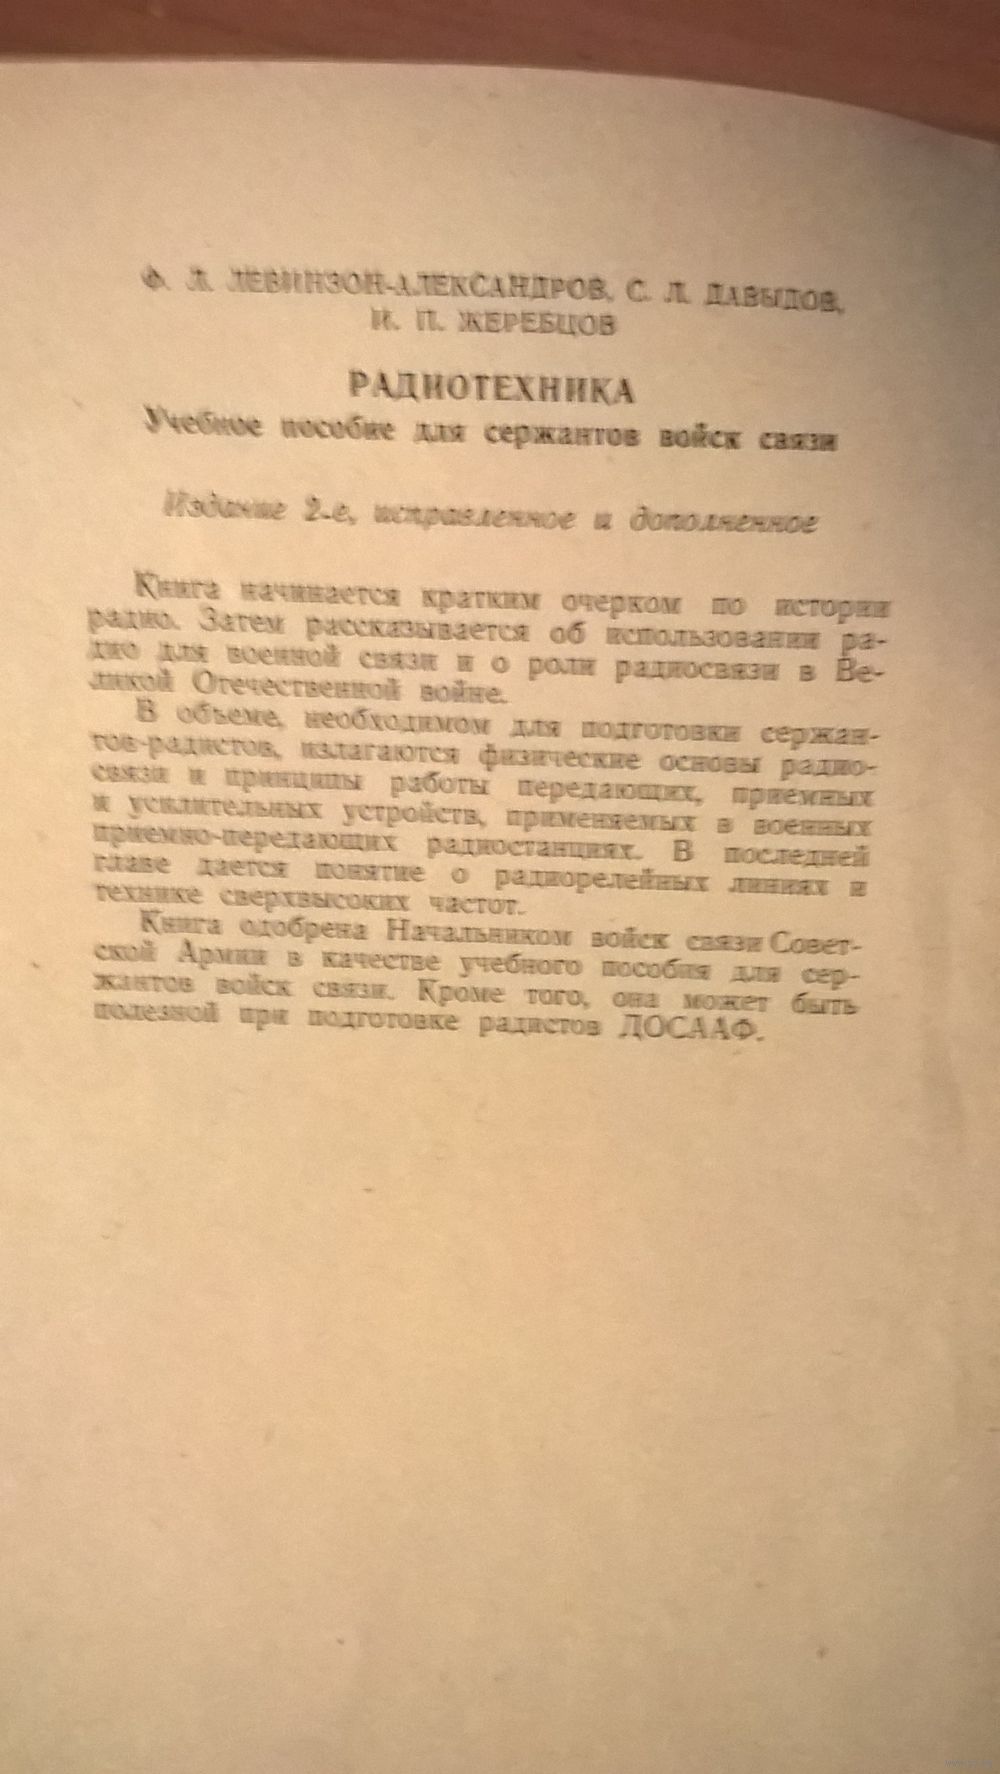 Ф. Л. ЛЕВИНЗОН-АЛЕКСАНДРОВ, С. Л. ДАВЫДОВ,
И. П. ЖЕРЕБЦОВ
РАДИОТЕХНИКА
Учебное пособие для сержантов войск связи
Издание 2-е, исправленное и дополненное
Книга начинается кратким очерком по истории
радио. Затем рассказывается об использовании ра-
дио для военной связи и о роли радиосвязи в Ве-
ликой Отечественной войне.
В объеме, необходимом для подготовки сержан-
тов-радистов, излагаются физические основы радио-
связи и принципы работы передающих, приемных
и усилительных устройств, применяемых в военных
приемно-передающих радиостанциях. В последней
главе дается понятие о радиорелейных линиях и
технике сверхвысоких частот.
Книга одобрена Начальником войск связи Совет-
ской Армии в качестве учебного пособия для сер-
жантов войск связи. Кроме того, она может быть
полезной при подготовке радистов ДОСААФ.